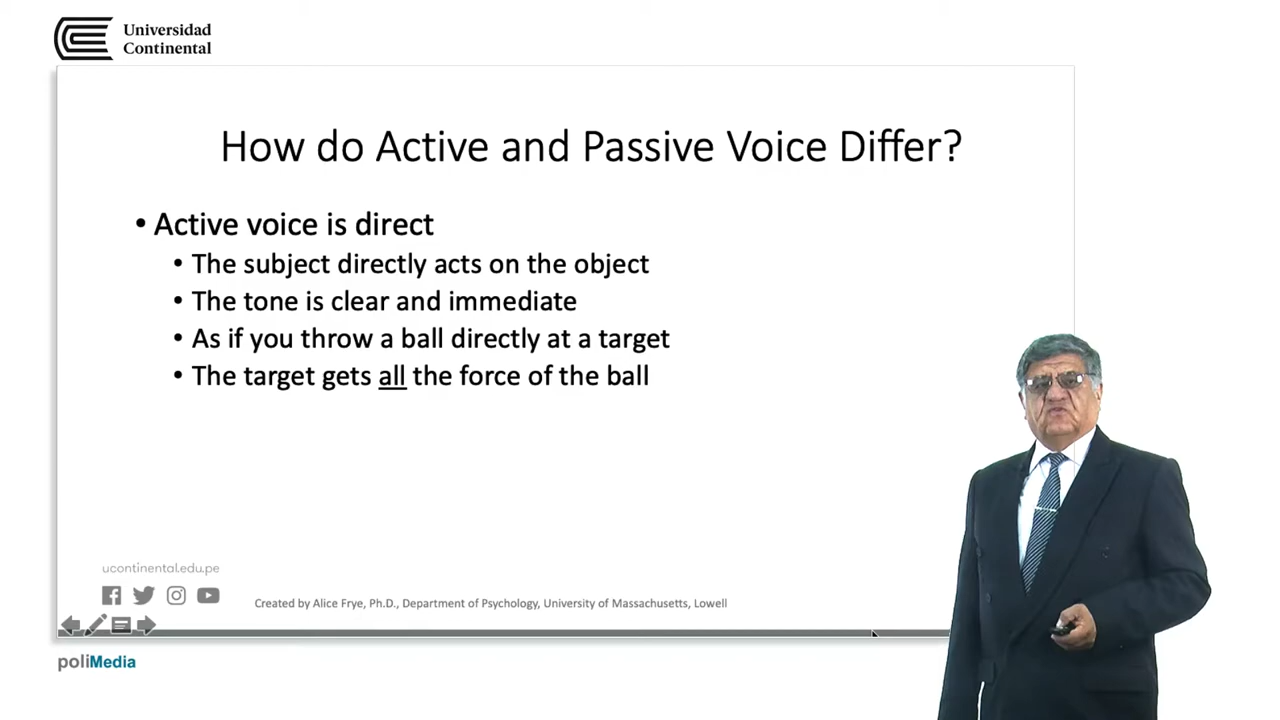 Universidad
Continental
How do Active and Passive Voice Differ?
• Active voice is direct
• The subject directly acts on the object
• The tone is clear and immediate
• As if you throw a ball directly at a target
• The target gets all the force of the ball
ucontinental.edu.pe
Created by Alice Frye, Ph.D., Department of Psychology, University of Massachusetts, Lowell
poliMedia